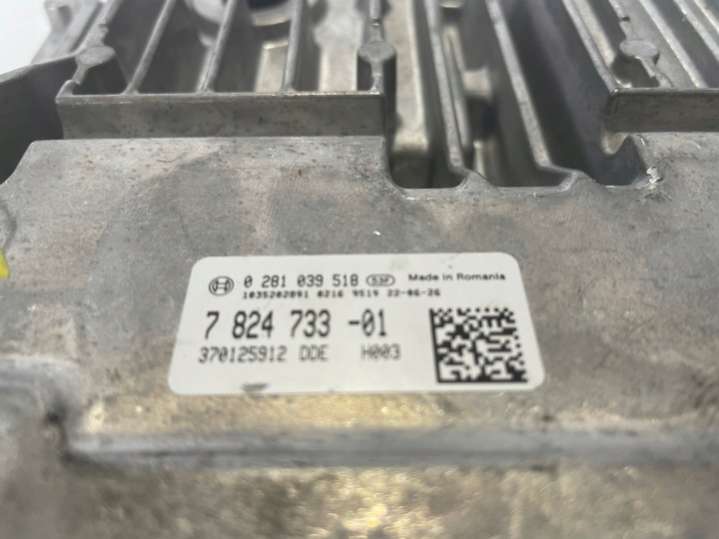 0 281 039 518 Made in Romania
1035202891 0216 9519 22-06-26
7 824 733 -01
370125912 DDE H003